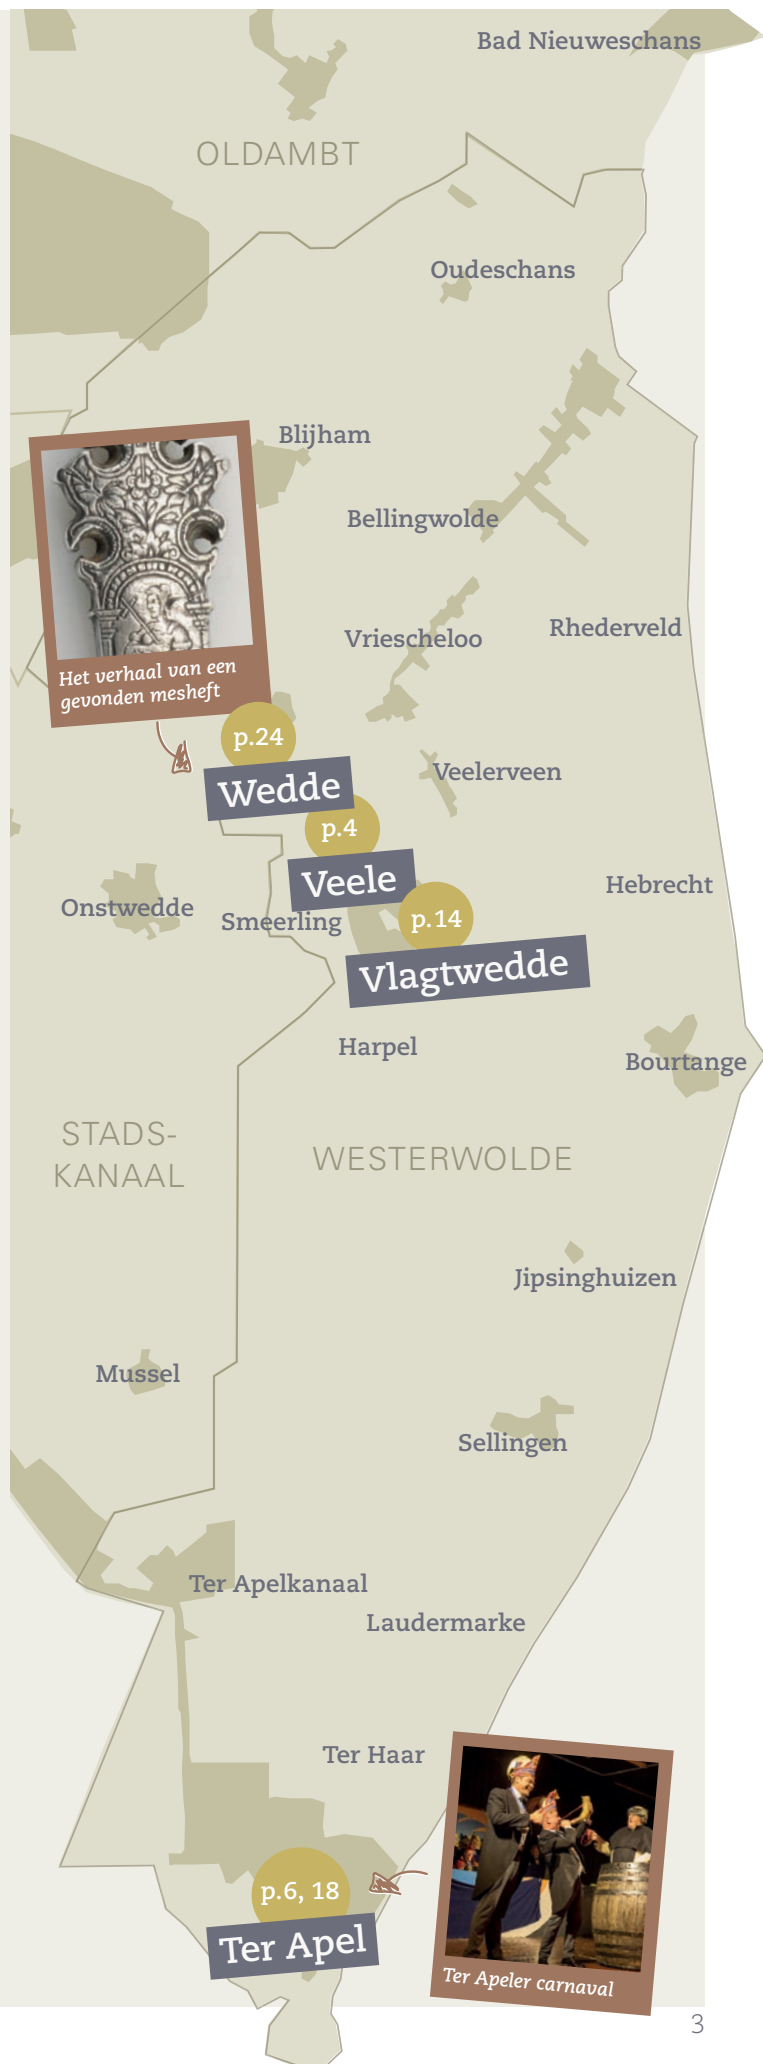 Bad Nieuweschans
OLDAMBT
Oudeschans
Blijham
Bellingwolde
Rhederveld
Vriescheloo
Het verhaal van een
gevonden mesheft
p.24
Wedde
Veelerveen
p.4
Veele
Hebrecht
Onstwedde
Smeerling
p.14
Vlagtwedde
Harpel
Bourtange
STADS-
KANAAL
WESTERWOLDE
Jipsinghuizen
Mussel
Sellingen
Ter Apelkanaal
Laudermarke
Ter Haar
p.6, 18
Ter Apel
Ter Apeler carnaval
3